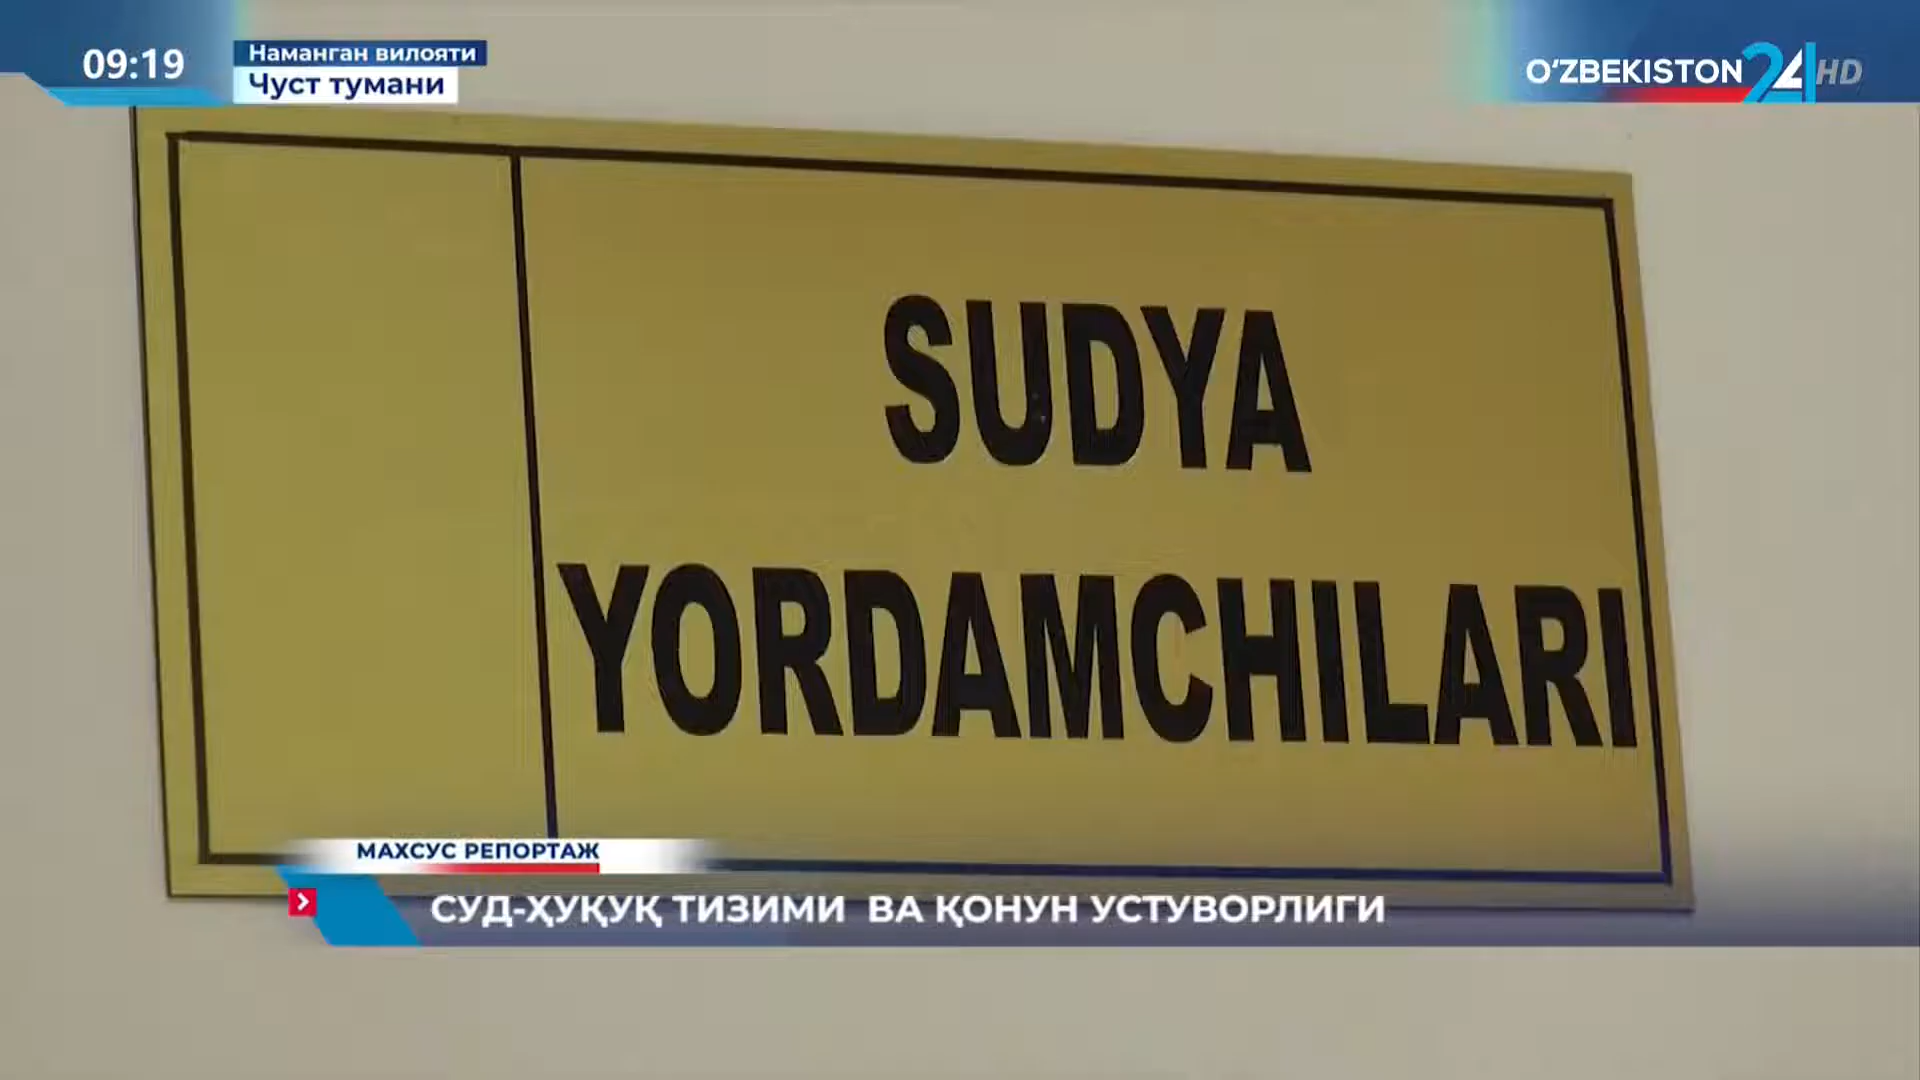 09:19
Наманган вилояти
Чуст тумани
O‘ZBEKISTON 24 HD
SUDYA
YORDAMCHILARI
МАХСУС РЕПОРТАЖ
СУД-ҲУҚУҚ ТИЗИМИ ВА ҚОНУН УСТУВОРЛИГИ